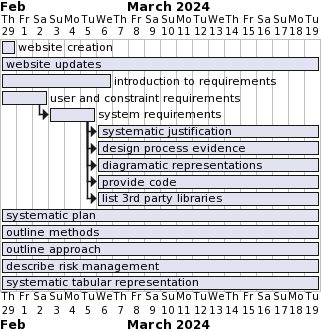 Feb March 2024
Th Fr Sa Su Mo Tu We Th Fr Sa Su Mo Tu We Th Fr Sa Su Mo Tu
29 1 2 3 4 5 6 7 8 9 10 11 12 13 14 15 16 17 18 19
website creation
website updates
introduction to requirements
user and constraint requirements
system requirements
systematic justification
design process evidence
diagramatic representations
provide code
list 3rd party libraries
systematic plan
outline methods
outline approach
describe risk management
systematic tabular representation
Th Fr Sa Su Mo Tu We Th Fr Sa Su Mo Tu We Th Fr Sa Su Mo Tu
29 1 2 3 4 5 6 7 8 9 10 11 12 13 14 15 16 17 18 19
Feb March 2024